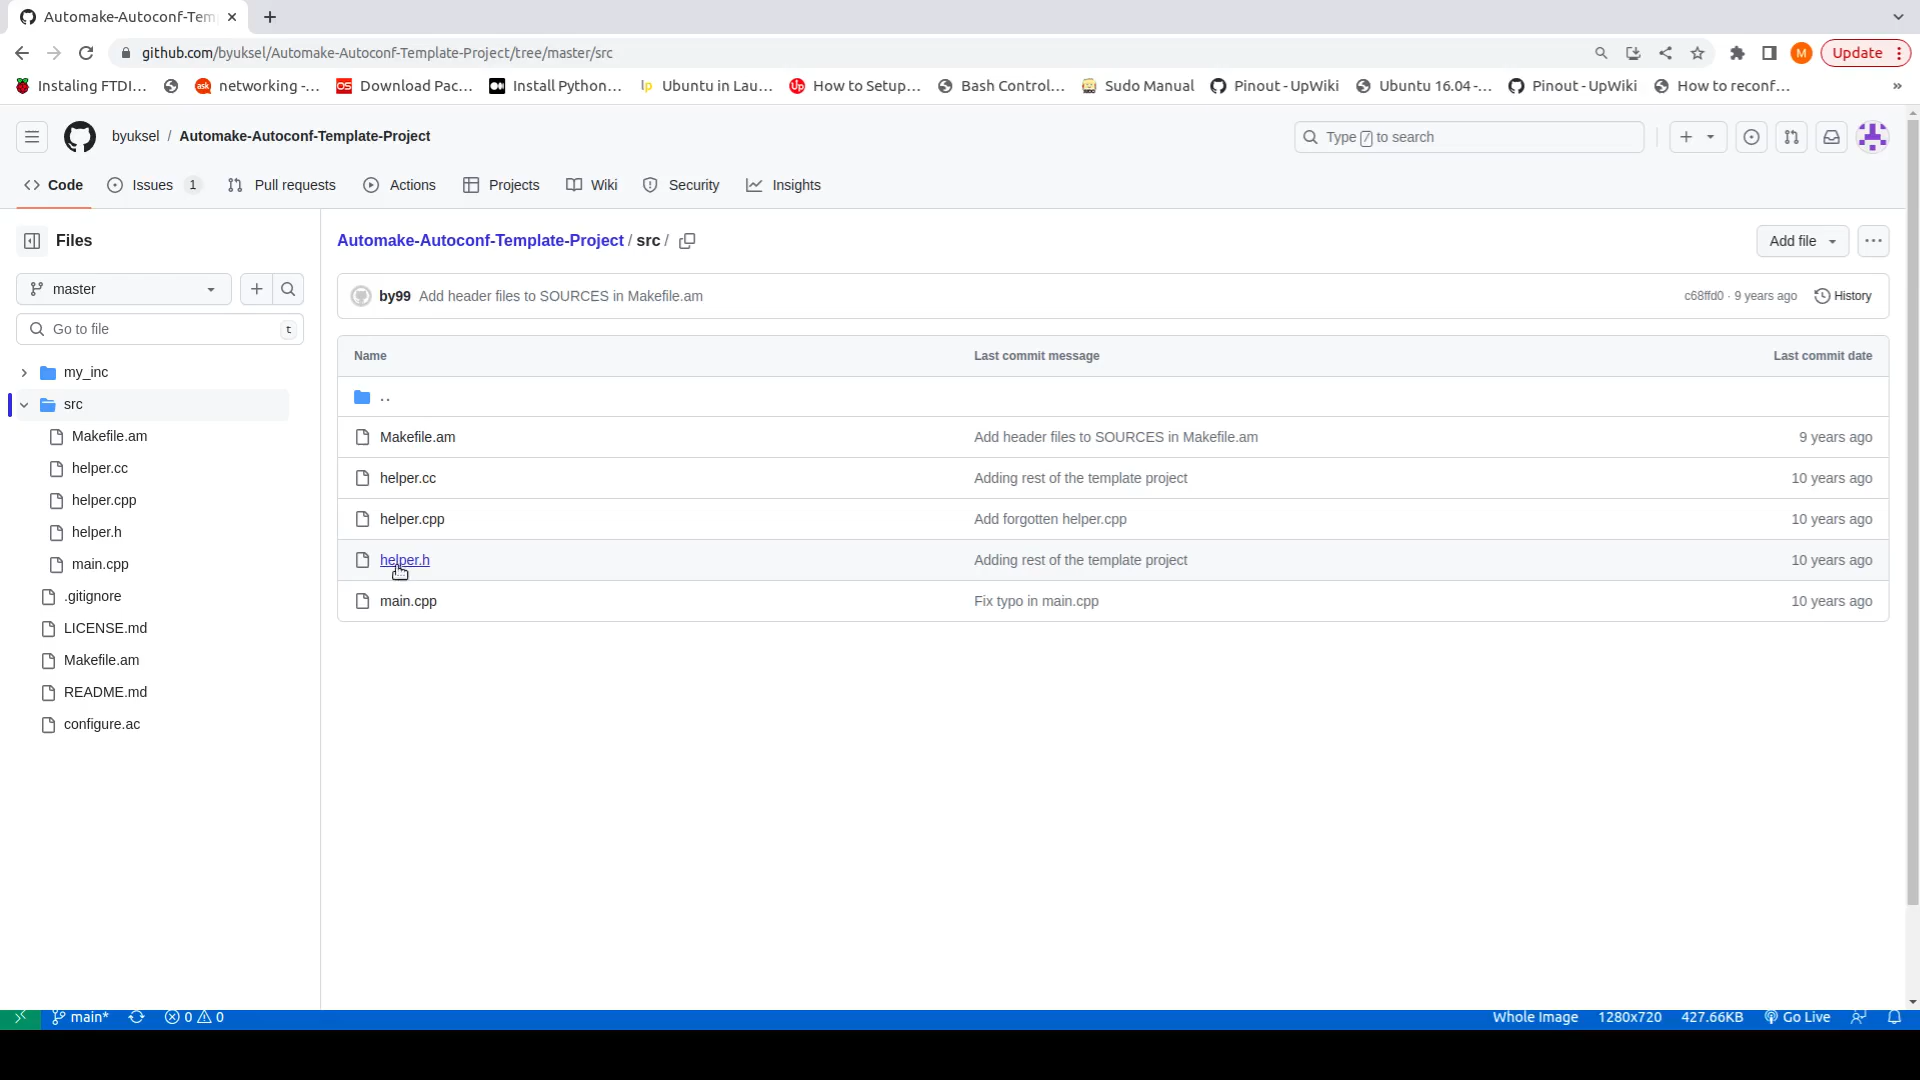 Automake-Autoconf-Tem
github.com/byuksel/Automake-Autoconf-Template-Project/tree/master/src
M
Update
Instaling FTDI...
ask networking -...
OS Download Pac...
Install Python...
lp Ubuntu in Lau...
Up How to Setup...
Bash Control...
Sudo Manual
Pinout - UpWiki
Ubuntu 16.04 -...
Pinout - UpWiki
How to reconf...
»
byuksel / Automake-Autoconf-Template-Project
Type / to search
Code
Issues 1
Pull requests
Actions
Projects
Wiki
Security
Insights
Files
master
Go to file
t
my_inc
src
Makefile.am
helper.cc
helper.cpp
helper.h
main.cpp
.gitignore
LICENSE.md
Makefile.am
README.md
configure.ac
Automake-Autoconf-Template-Project / src /
Add file
by99 Add header files to SOURCES in Makefile.am
c68ffd0 · 9 years ago
History
Name Last commit message Last commit date
..
Makefile.am Add header files to SOURCES in Makefile.am 9 years ago
helper.cc Adding rest of the template project 10 years ago
helper.cpp Add forgotten helper.cpp 10 years ago
helper.h Adding rest of the template project 10 years ago
main.cpp Fix typo in main.cpp 10 years ago
main* 0 0 Whole Image 1280x720 427.66KB Go Live